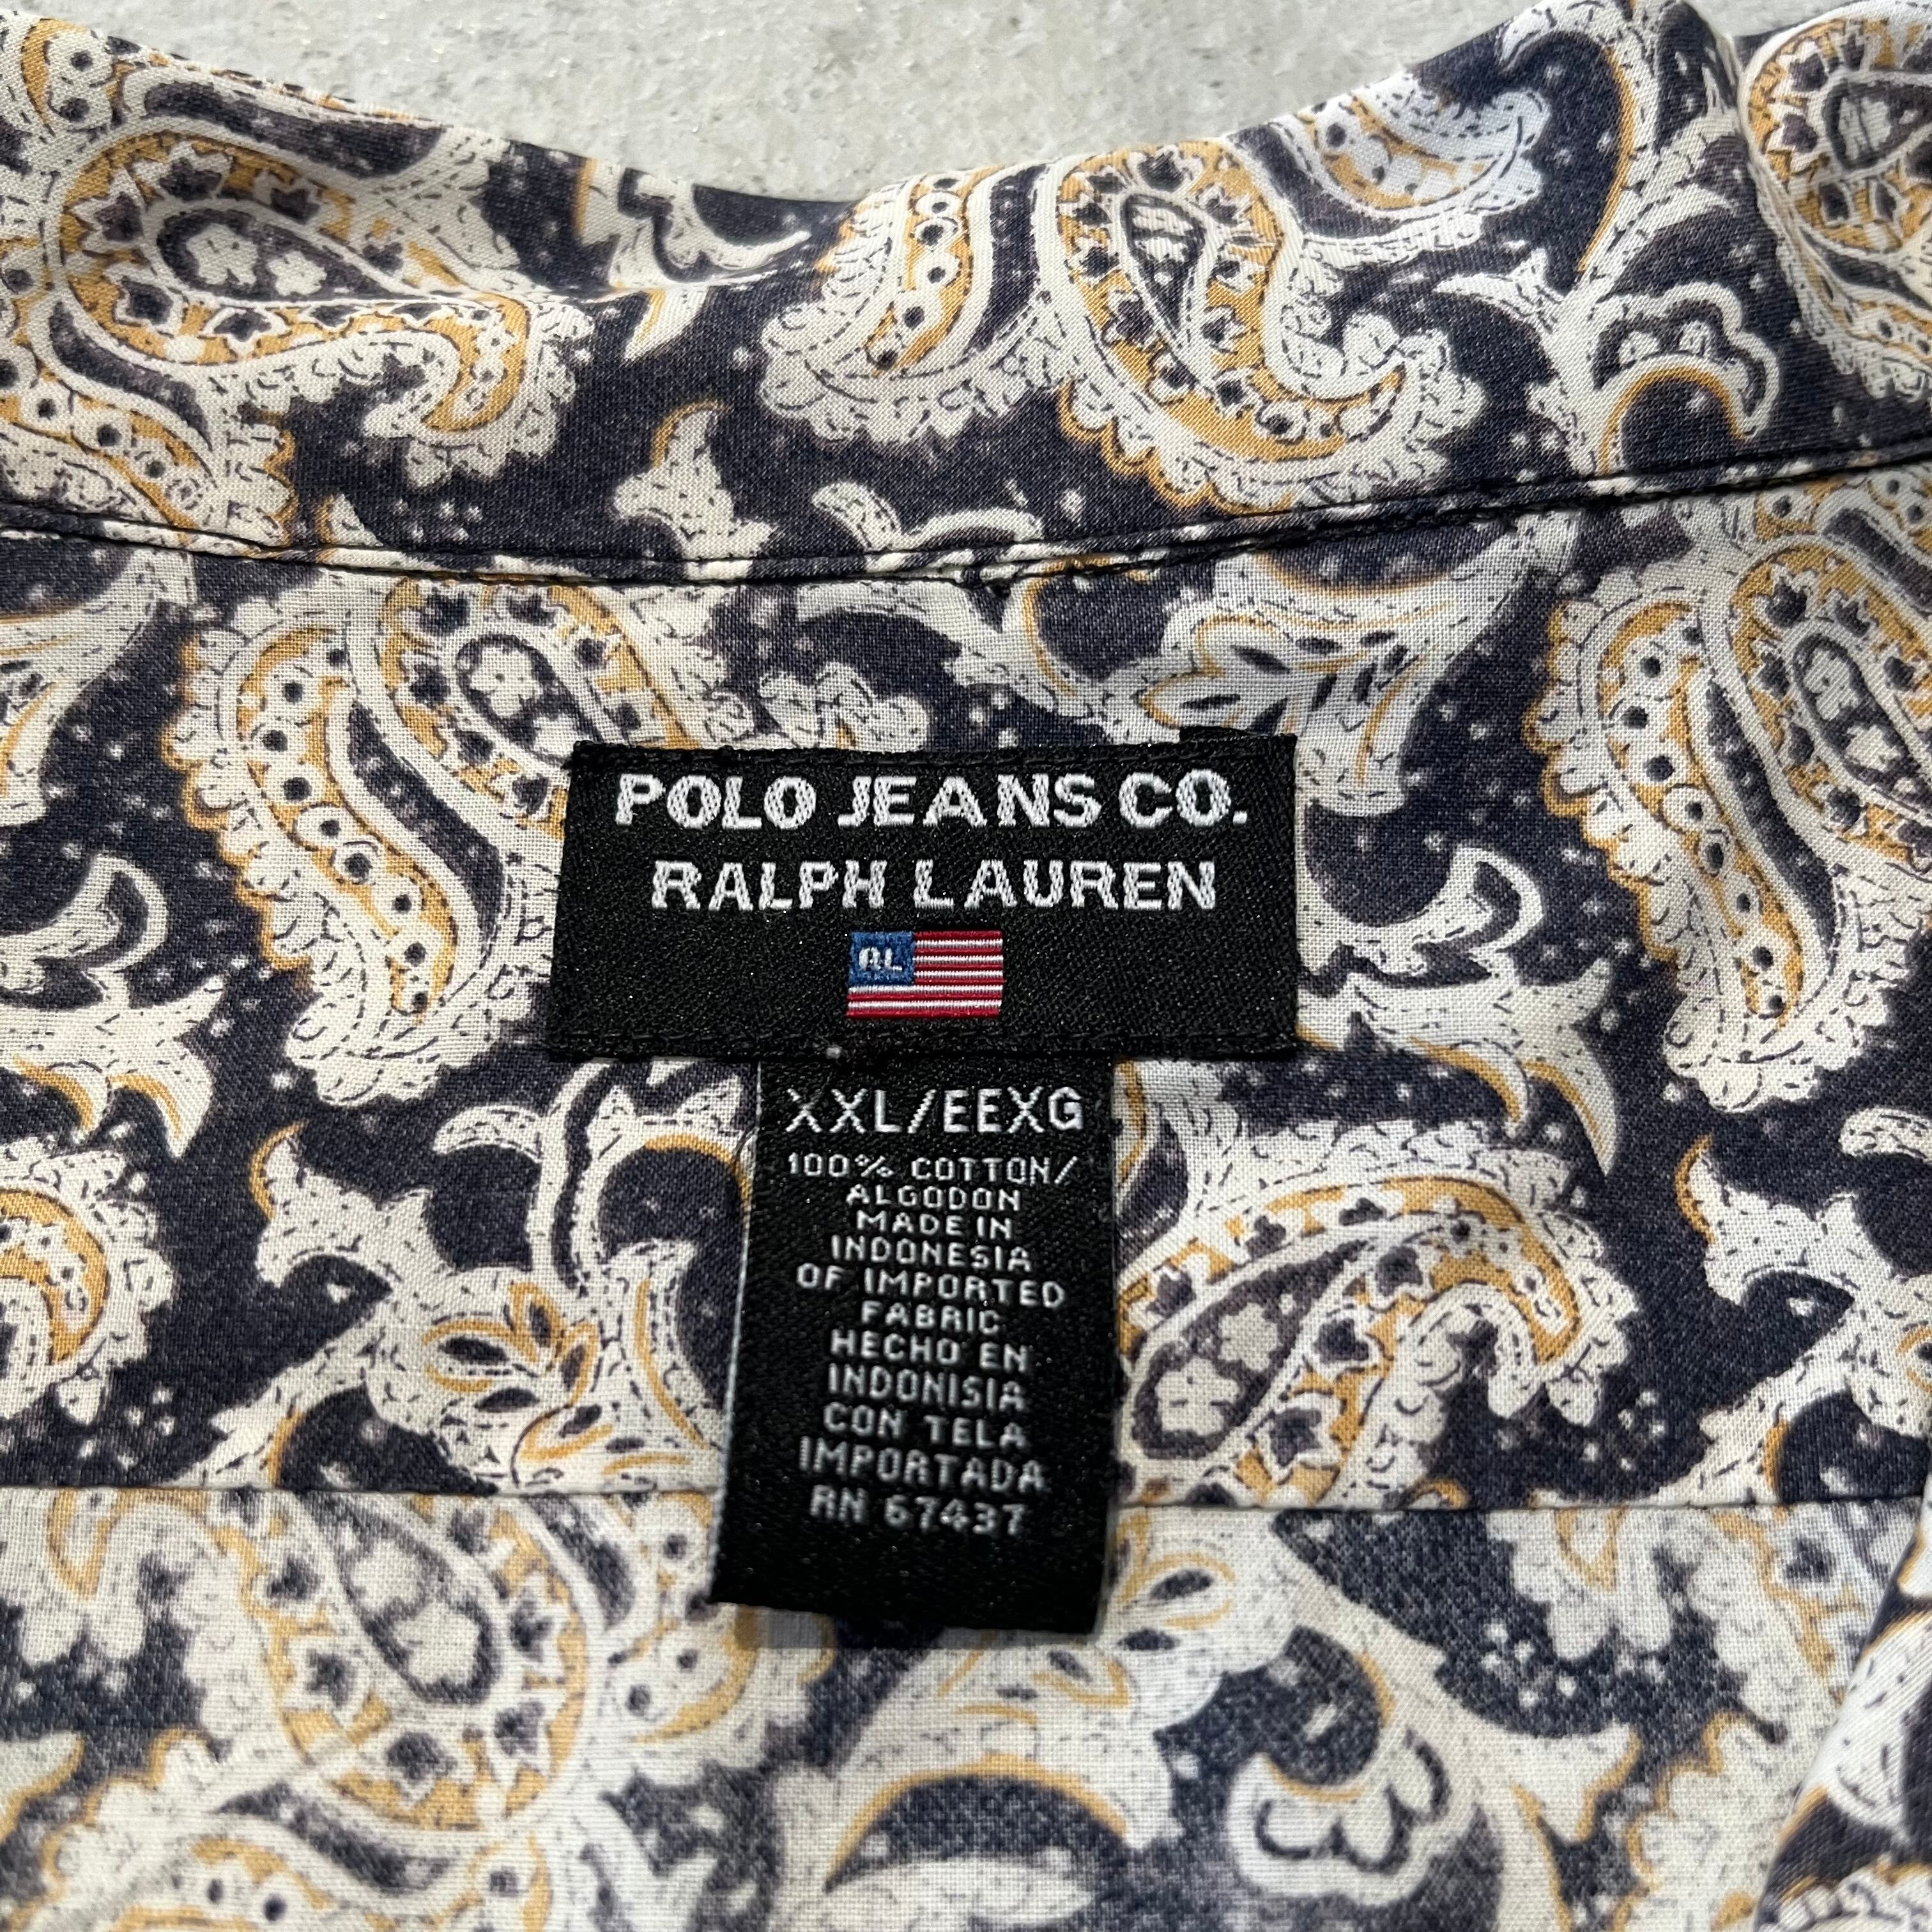 POLO JEANS CO.
RALPH LAUREN
RL
XXL/EEXG
100% COTTON/
ALGODON
MADE IN
INDONESIA
OF IMPORTED
FABRIC
HECHO EN
INDONISIA
CON TELA
IMPORTADA
RN 67437